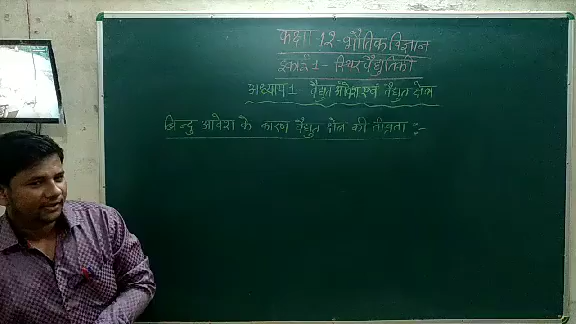 कक्षा-12-भौतिक विज्ञान
इकाई 1- स्थिर वैद्युतिकी
अध्याय 1- वैद्युत आवेश एवं वैद्युत क्षेत्र
बिन्दु आवेश के कारण वैद्युत क्षेत्र की तीव्रता :-